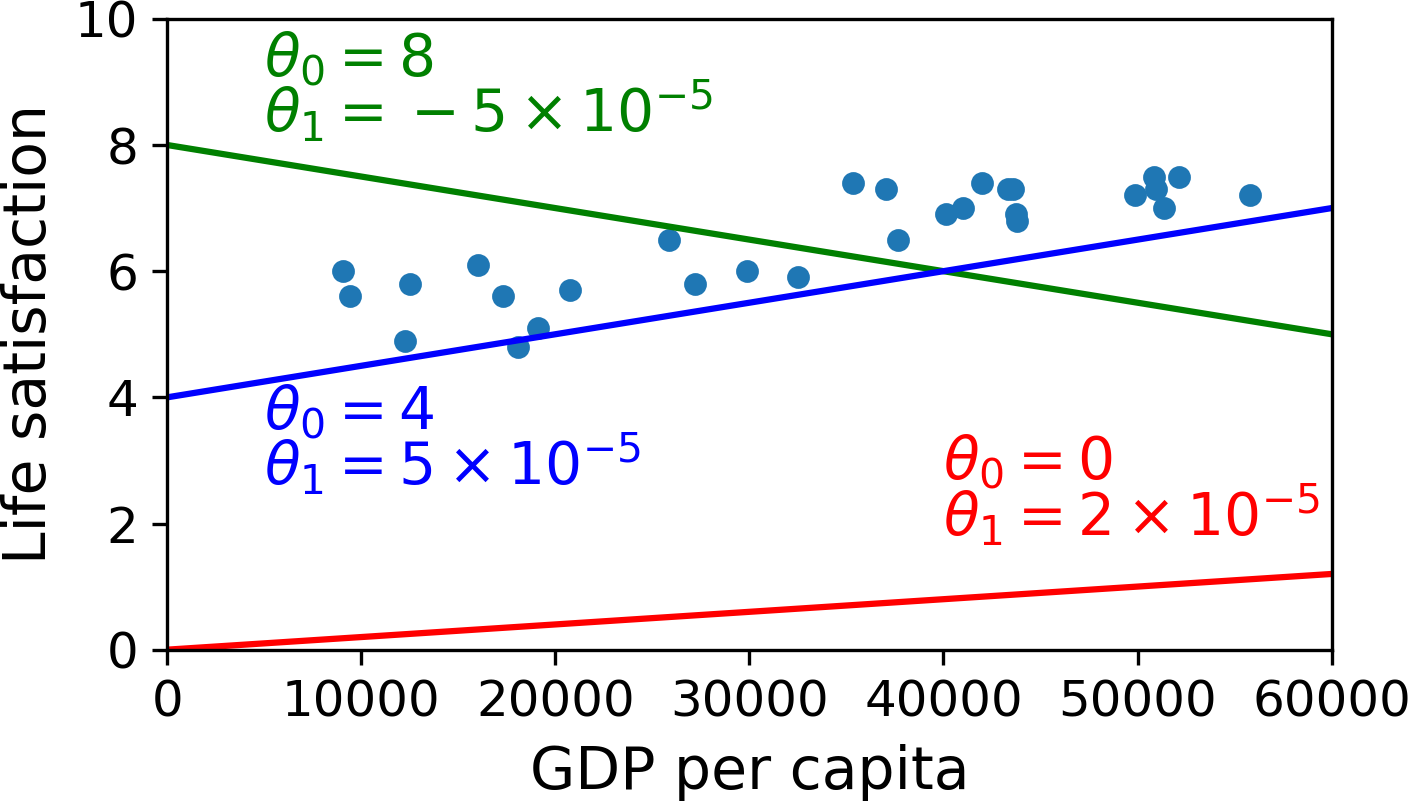 10
θ₀ = 8
θ₁ = − 5 × 10⁻⁵
8
6
4
θ₀ = 4
θ₁ = 5 × 10⁻⁵
θ₀ = 0
θ₁ = 2 × 10⁻⁵
2
0
Life satisfaction
0 10000 20000 30000 40000 50000 60000
GDP per capita